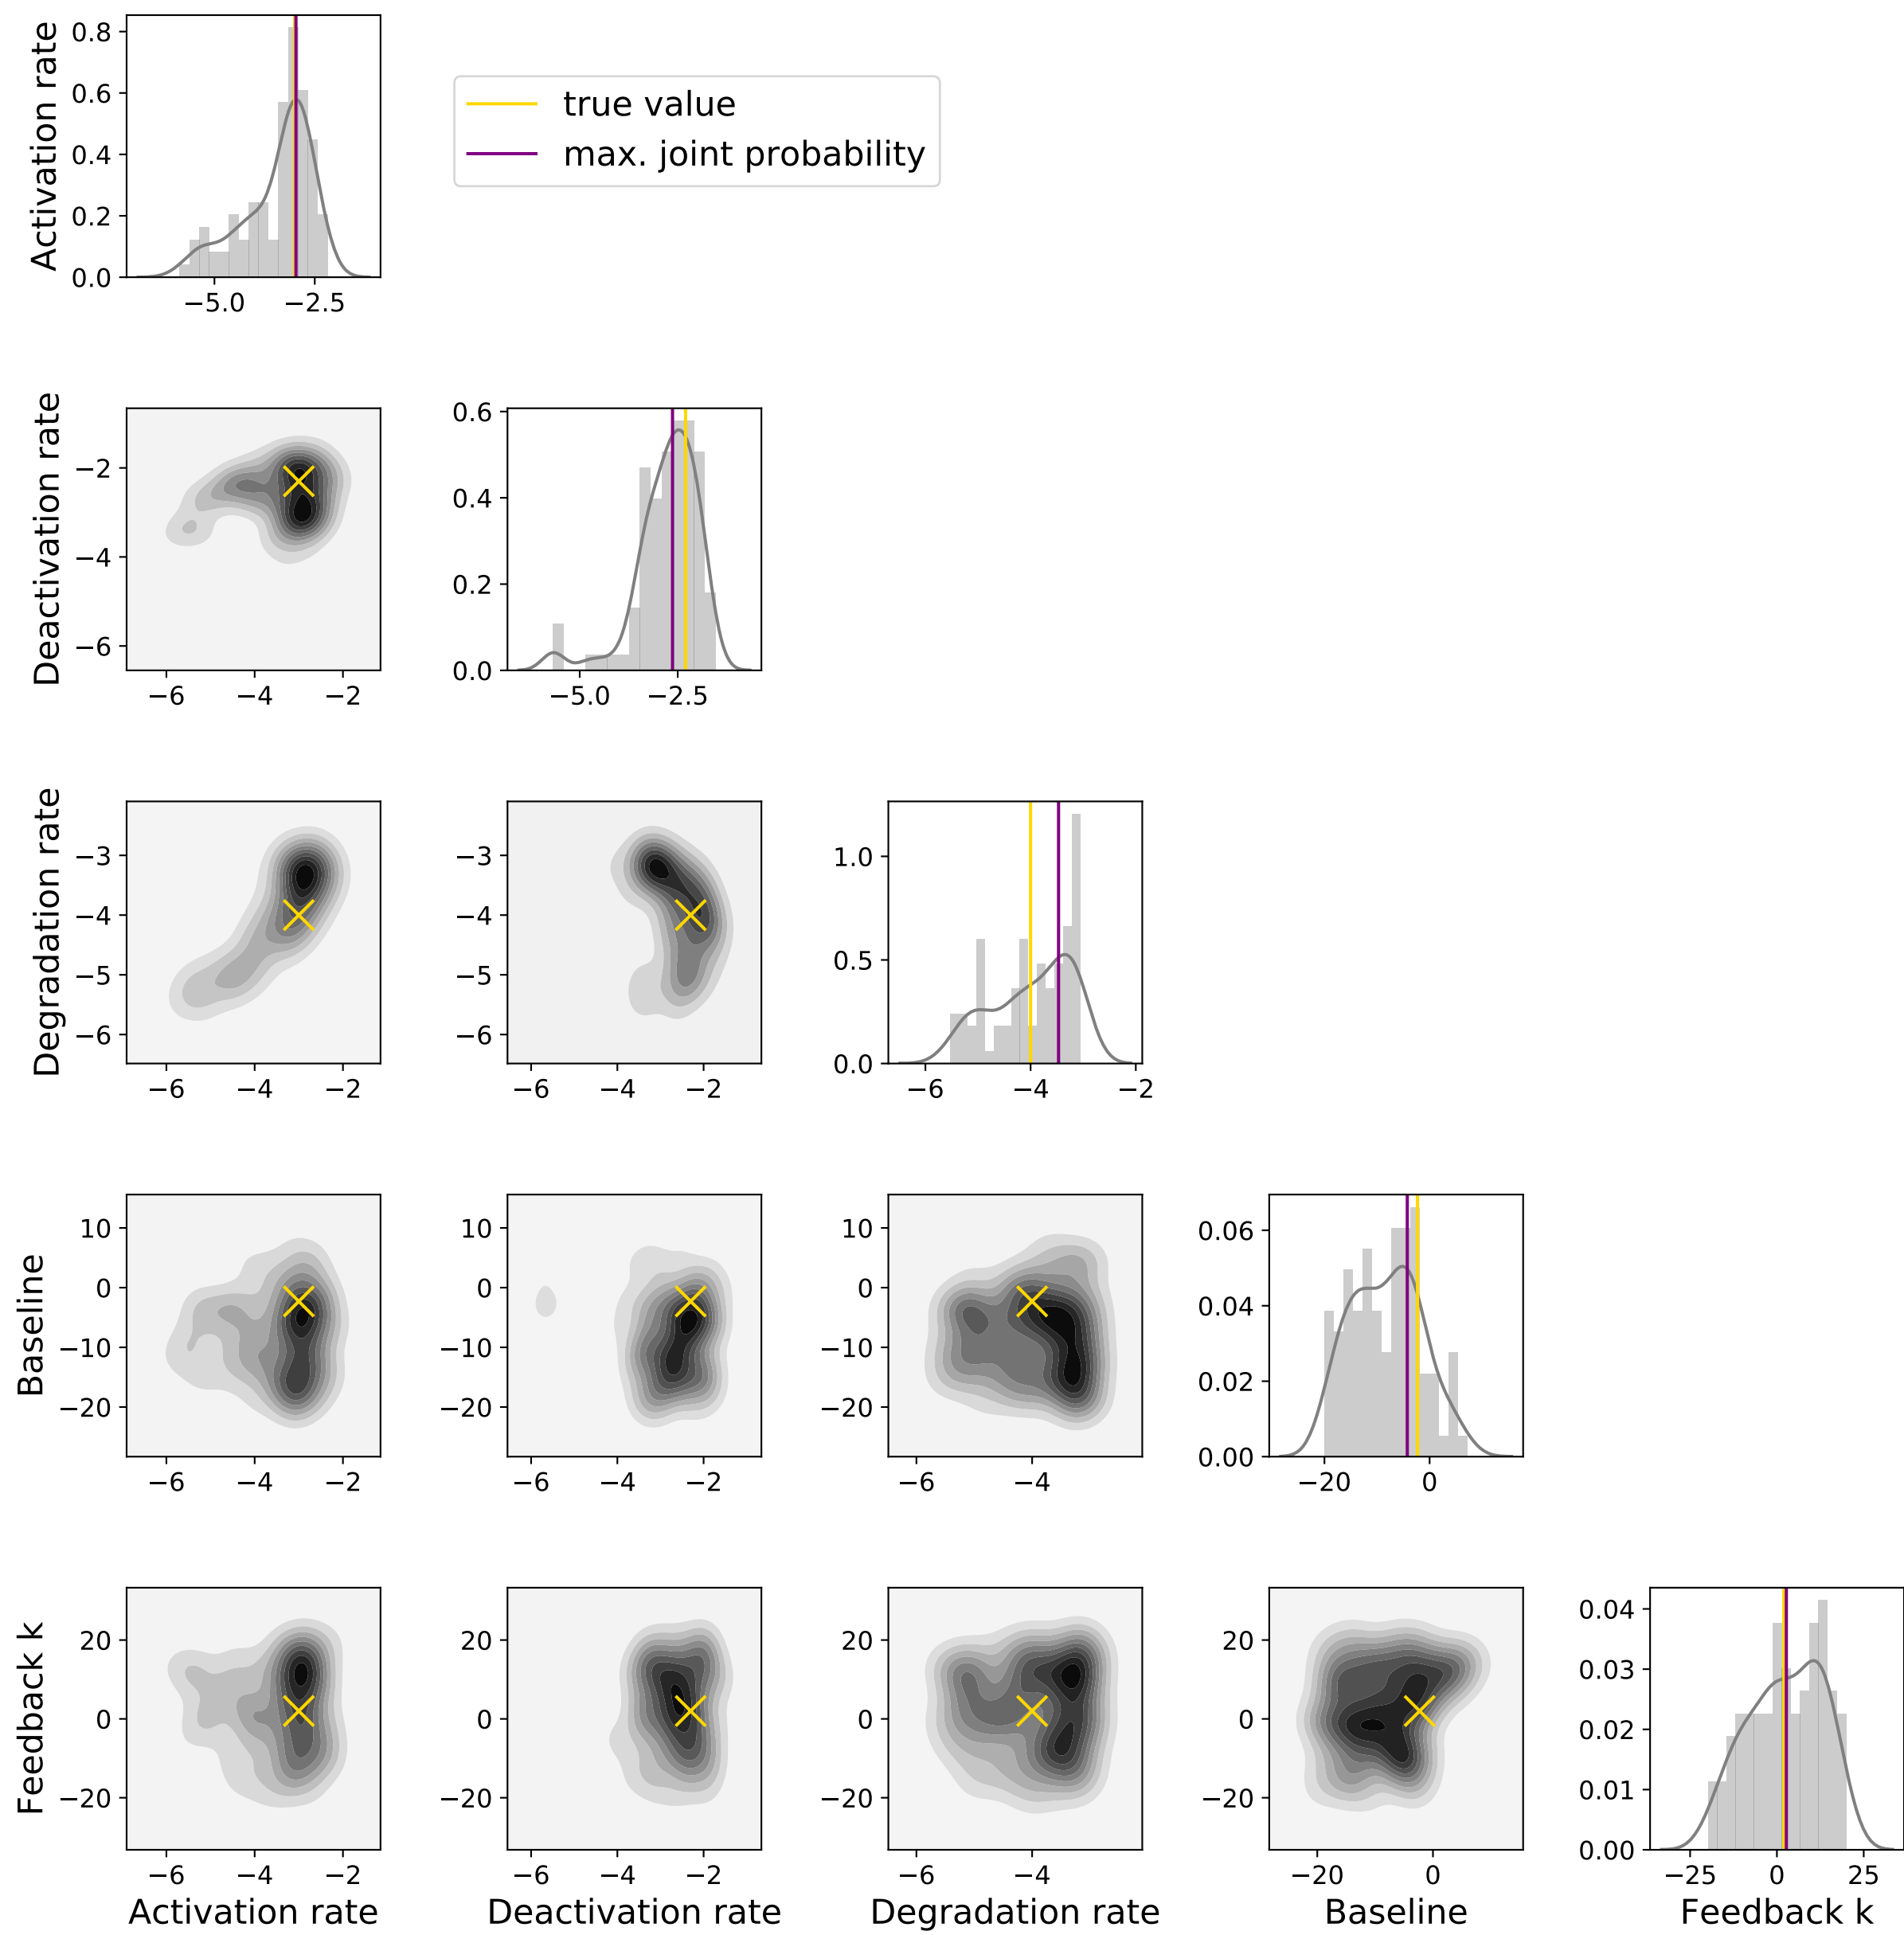 Activation rate
0.8
0.6
0.4
0.2
0.0
−5.0 −2.5
true value
max. joint probability
Deactivation rate
−2
−4
−6
−6 −4 −2
0.6
0.4
0.2
0.0
−5.0 −2.5
Degradation rate
−3
−4
−5
−6
−6 −4 −2
−3
−4
−5
−6
−6 −4 −2
1.0
0.5
0.0
−6 −4 −2
Baseline
10
0
−10
−20
−6 −4 −2
10
0
−10
−20
−6 −4 −2
10
0
−10
−20
−6 −4
0.06
0.04
0.02
0.00
−20 0
Feedback k
20
0
−20
−6 −4 −2
Activation rate
20
0
−20
−6 −4 −2
Deactivation rate
20
0
−20
−6 −4
Degradation rate
20
0
−20
−20 0
Baseline
0.04
0.03
0.02
0.01
0.00
−25 0 25
Feedback k